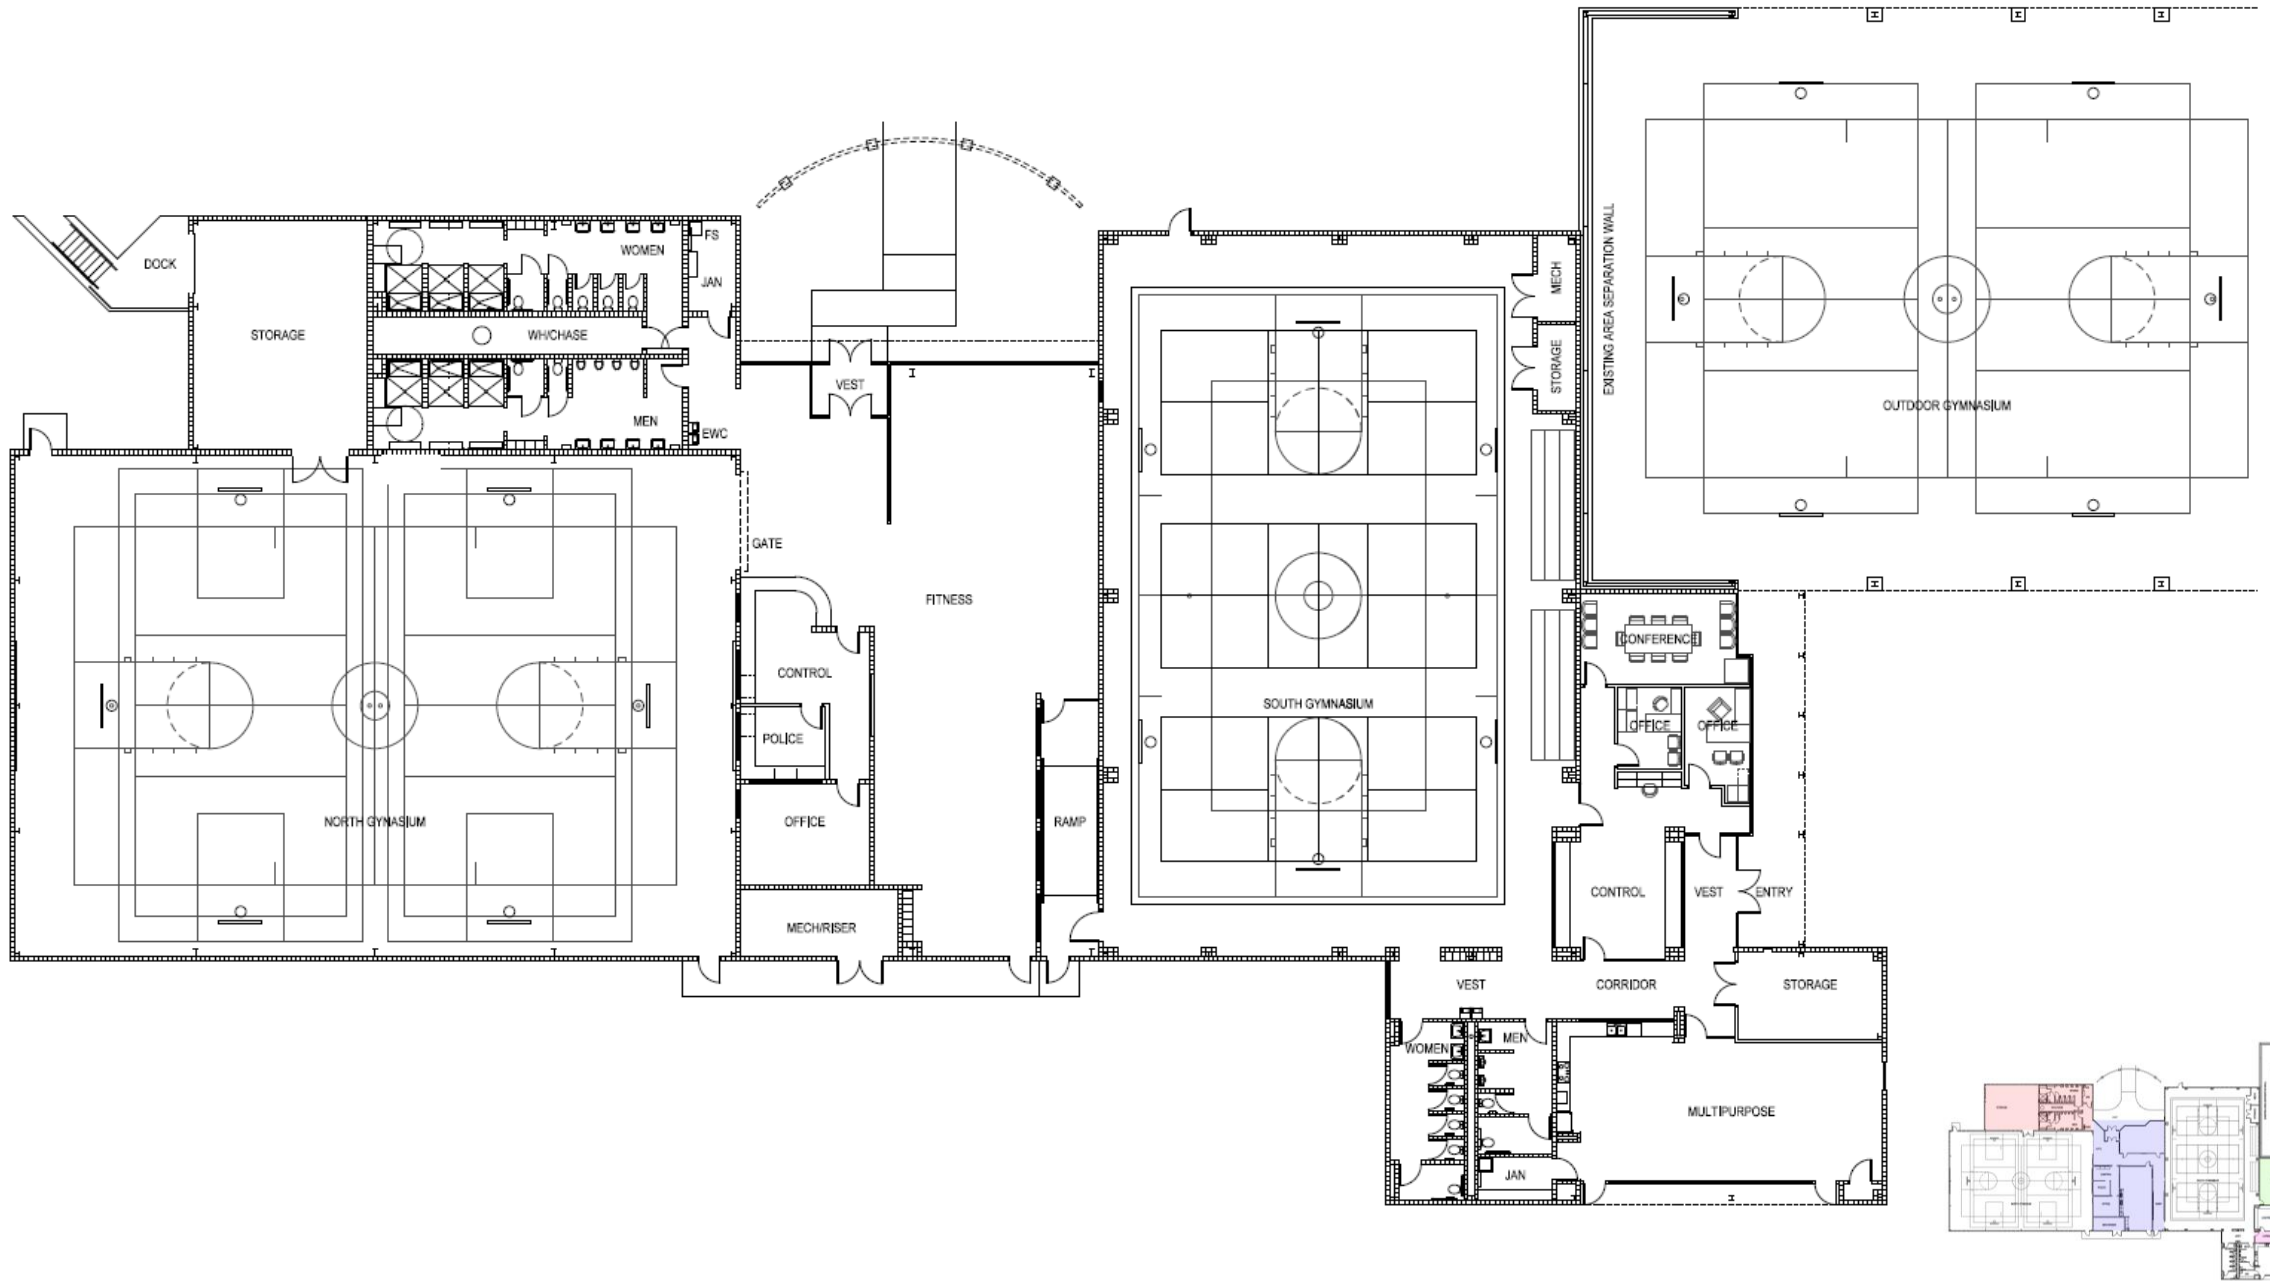 DOCK
STORAGE
WOMEN
FS
JAN
WH/CHASE
MEN
EWC
VEST
GATE
FITNESS
CONTROL
POLICE
OFFICE
MECH/RISER
NORTH GYNASIUM
RAMP
SOUTH GYMNASIUM
MECH
STORAGE
EXISTING AREA SEPARATION WALL
OUTDOOR GYMNASIUM
CONFERENCE
OFFICE
OFFICE
CONTROL
VEST
ENTRY
VEST
CORRIDOR
STORAGE
WOMEN
MEN
JAN
MULTIPURPOSE